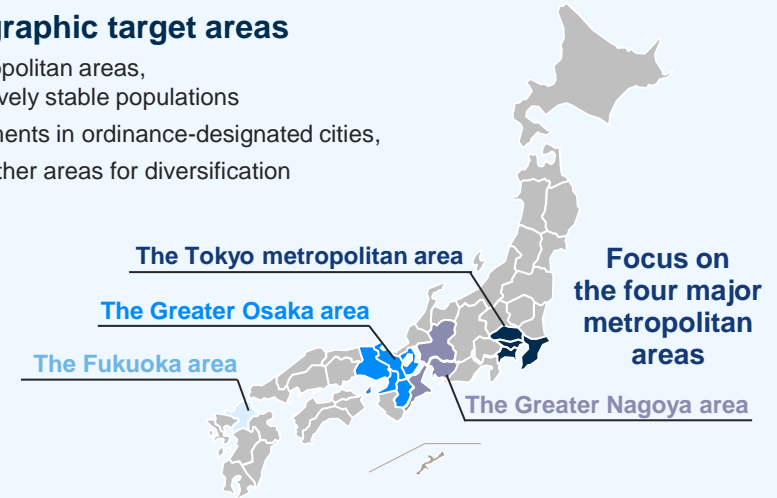 graphic target areas
politan areas,
vely stable populations
ments in ordinance-designated cities,
ther areas for diversification
The Tokyo metropolitan area
Focus on
the four major
metropolitan
areas
The Greater Osaka area
The Fukuoka area
The Greater Nagoya area